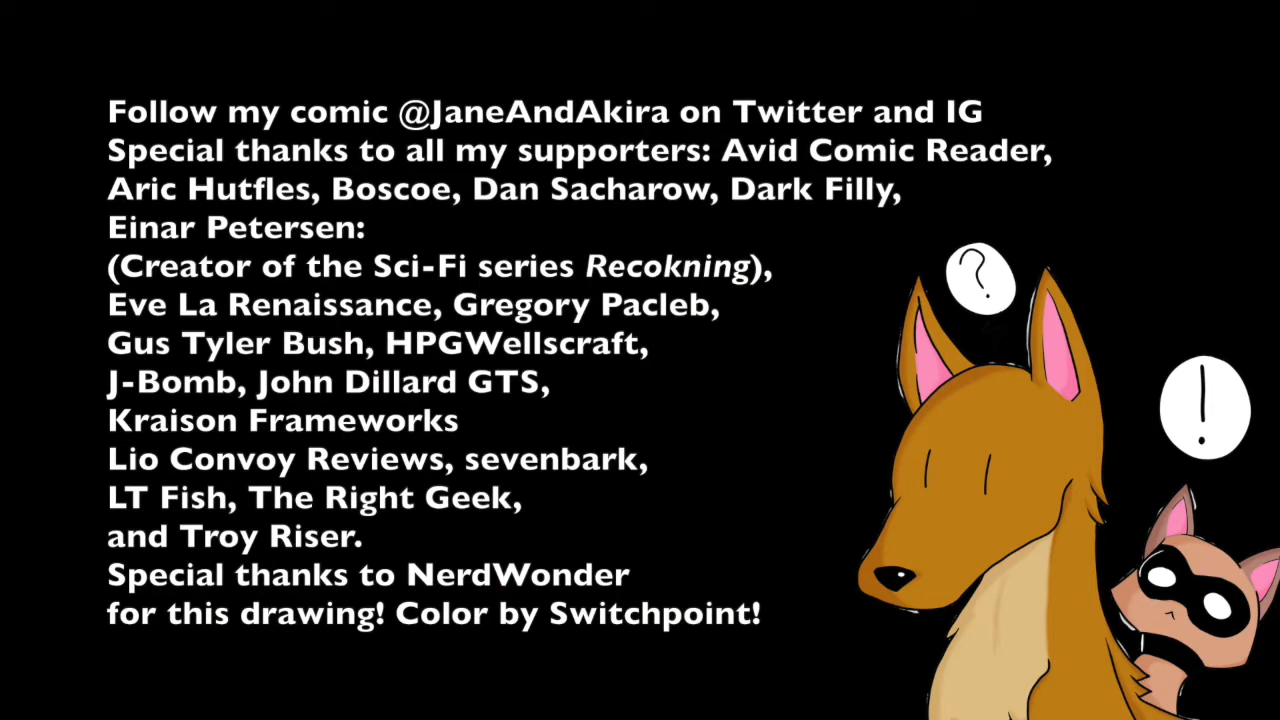 Follow my comic @JaneAndAkira on Twitter and IG
Special thanks to all my supporters: Avid Comic Reader,
Aric Hutfles, Boscoe, Dan Sacharow, Dark Filly,
Einar Petersen:
(Creator of the Sci-Fi series Recokning),
Eve La Renaissance, Gregory Pacleb,
Gus Tyler Bush, HPGWellscraft,
J-Bomb, John Dillard GTS,
Kraison Frameworks
Lio Convoy Reviews, sevenbark,
LT Fish, The Right Geek,
and Troy Riser.
Special thanks to NerdWonder
for this drawing! Color by Switchpoint!
?
!